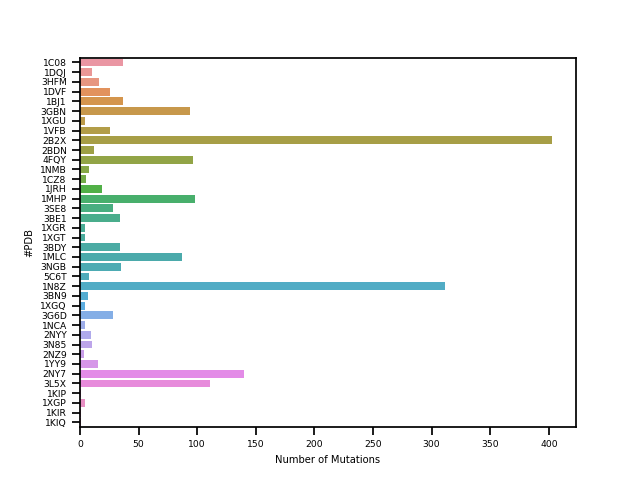 1C08
1DQJ
3HFM
1DVF
1BJ1
3GBN
1XGU
1VFB
2B2X
2BDN
4FQY
1NMB
1CZ8
1JRH
1MHP
3SE8
3BE1
1XGR
1XGT
3BDY
1MLC
3NGB
5C6T
1N8Z
3BN9
1XGQ
3G6D
1NCA
2NYY
3N85
2NZ9
1YY9
2NY7
3L5X
1KIP
1XGP
1KIR
1KIQ
#PDB
0 50 100 150 200 250 300 350 400
Number of Mutations